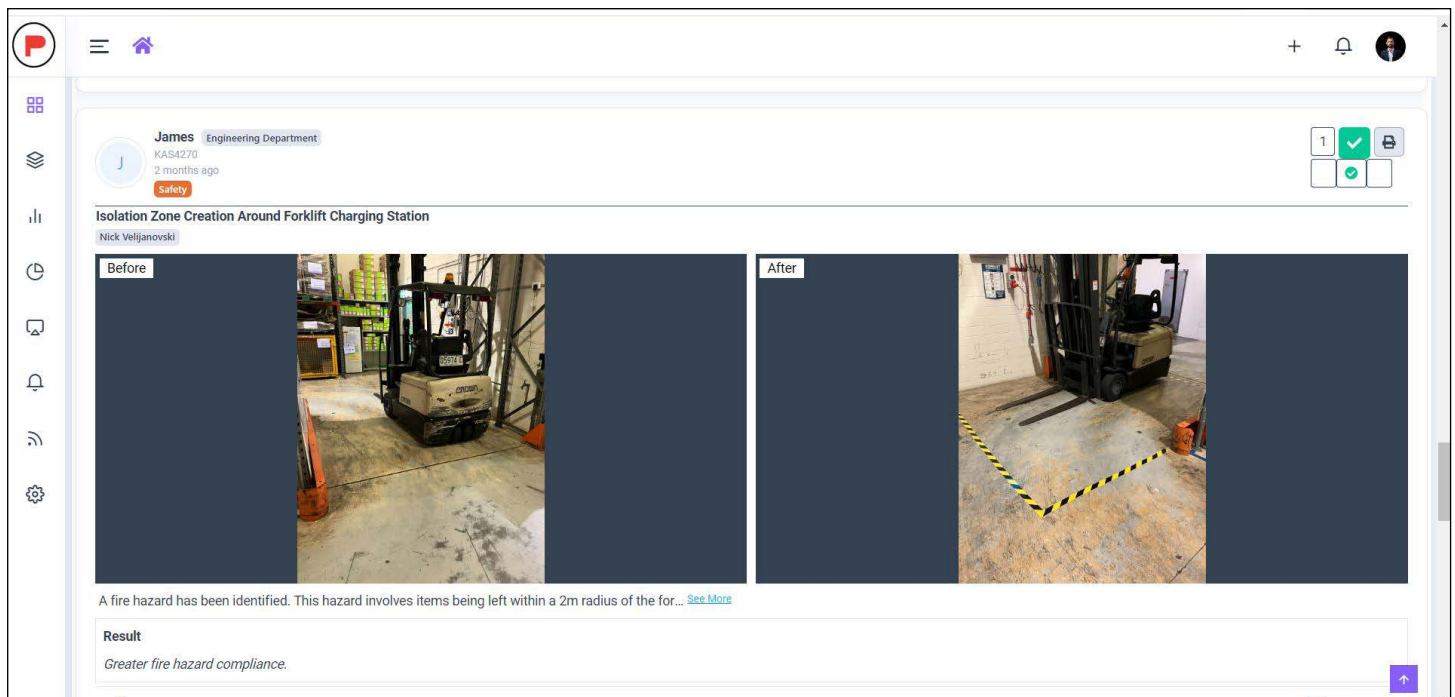 P
James Engineering Department
KAS4270
2 months ago
Safety
1
J
Isolation Zone Creation Around Forklift Charging Station
Nick Velijanovski
Before
After
05974
CROWN
A fire hazard has been identified. This hazard involves items being left within a 2m radius of the for... See More
Result
Greater fire hazard compliance.